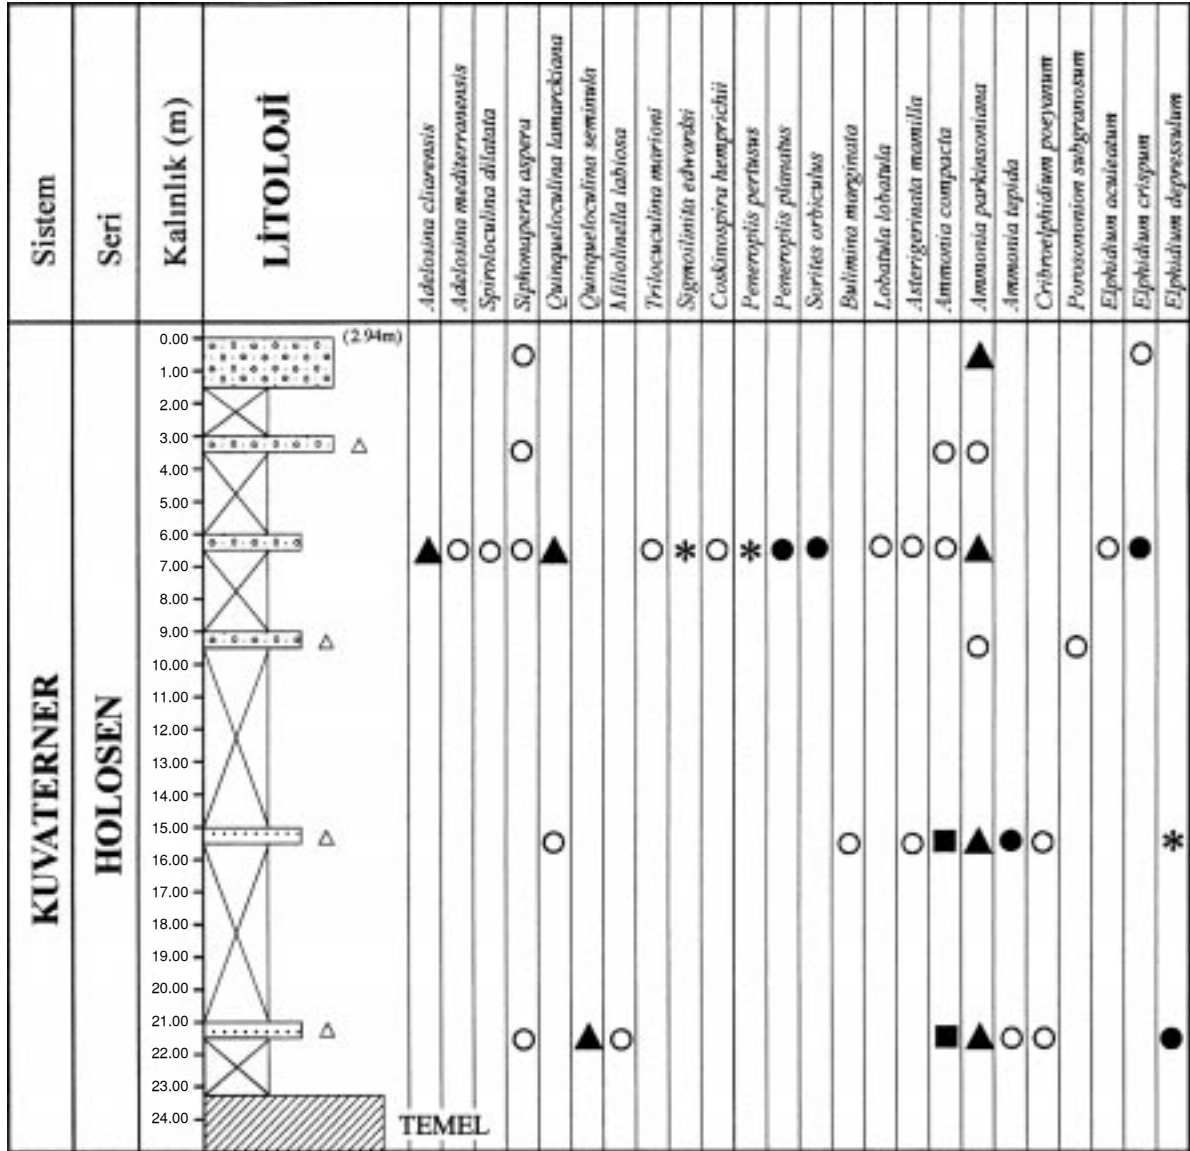 Sistem
Seri
Kalınlık (m)
LİTOLOJİ
Adelosina cliarensis
Adelosina mediterranensis
Spiroloculina dilatata
Siphonaperta aspera
Quinqueloculina lamarckiana
Quinqueloculina seminula
Miliolinella labiosa
Triloculina marioni
Sigmoilinita edwardsi
Coskinospira hemprichii
Peneroplis pertusus
Peneroplis planatus
Sorites orbiculus
Bulimina marginata
Lobatula lobatula
Asterigerinata mamilla
Ammonia compacta
Ammonia parkinsoniana
Ammonia tepida
Cribroelphidium poeyanum
Porosononion subgranosum
Elphidium aculeatum
Elphidium crispum
Elphidium depressulum
KUVATERNER
HOLOSEN
(2.94m)
0.00
1.00
2.00
3.00
4.00
5.00
6.00
7.00
8.00
9.00
10.00
11.00
12.00
13.00
14.00
15.00
16.00
17.00
18.00
19.00
20.00
21.00
22.00
23.00
24.00
TEMEL